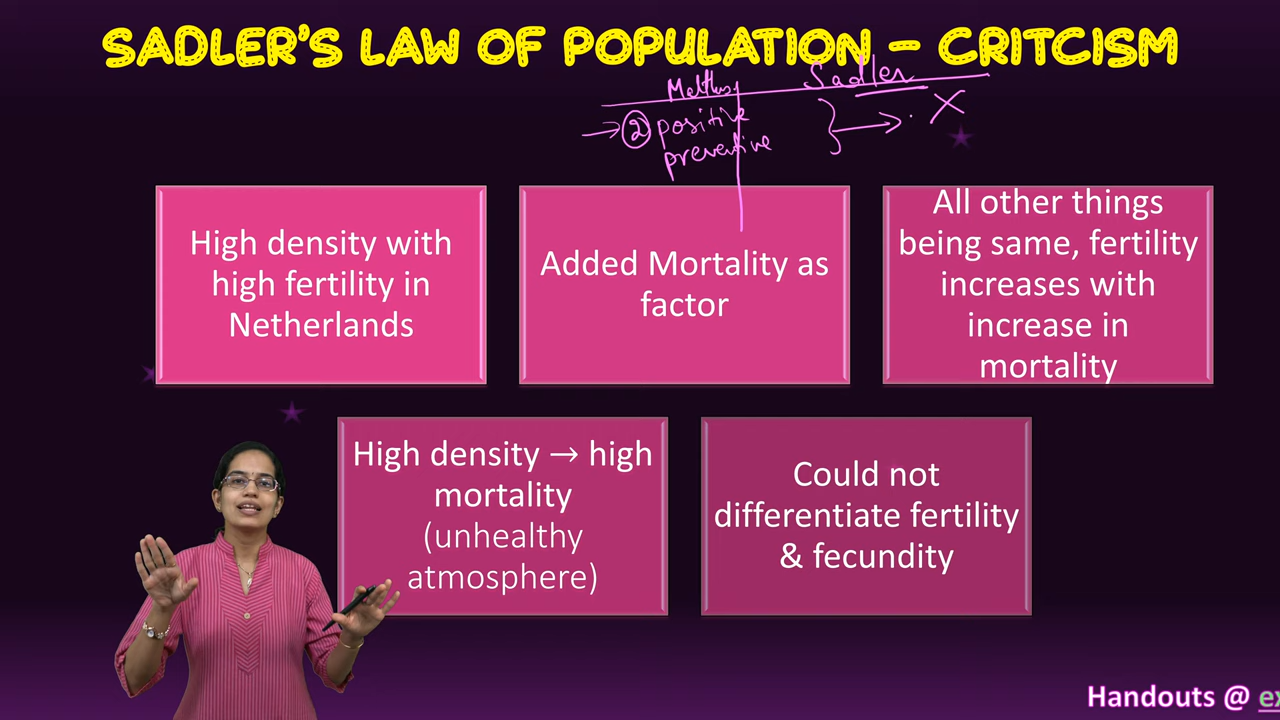 SADLER'S LAW OF POPULATION – CRITCISM
Malthus Sadler
→ ② positive } → X
preventive
High density with
high fertility in
Netherlands
Added Mortality as
factor
All other things
being same, fertility
increases with
increase in
mortality
High density → high
mortality
(unhealthy
atmosphere)
Could not
differentiate fertility
& fecundity
Handouts @ ex